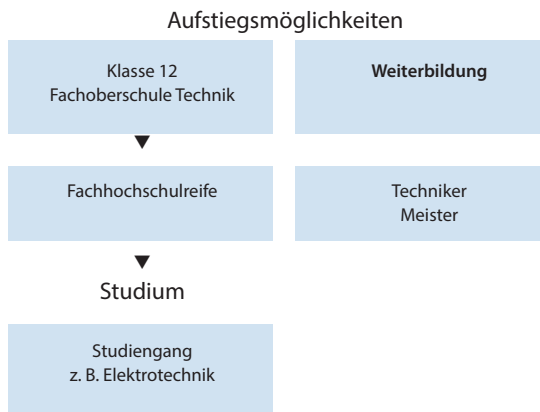 Aufstiegsmöglichkeiten
Klasse 12
Fachoberschule Technik
Weiterbildung
Fachhochschulreife
Techniker
Meister
Studium
Studiengang
z. B. Elektrotechnik